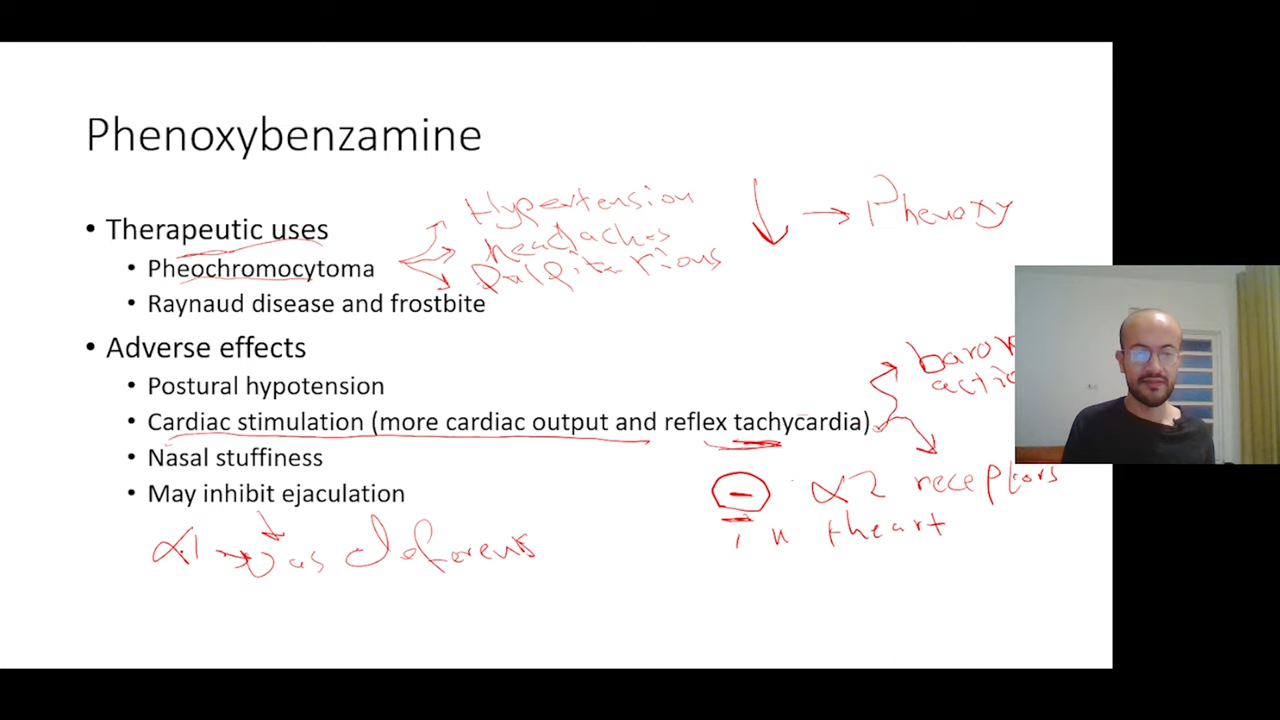 Phenoxybenzamine
• Therapeutic uses
• Pheochromocytoma
• Raynaud disease and frostbite
• Adverse effects
• Postural hypotension
• Cardiac stimulation (more cardiac output and reflex tachycardia)
• Nasal stuffiness
• May inhibit ejaculation
Hypertension
headaches
Palpitations
↓ → Phenoxy
α1 → vas deferens
α2 receptors
in heart